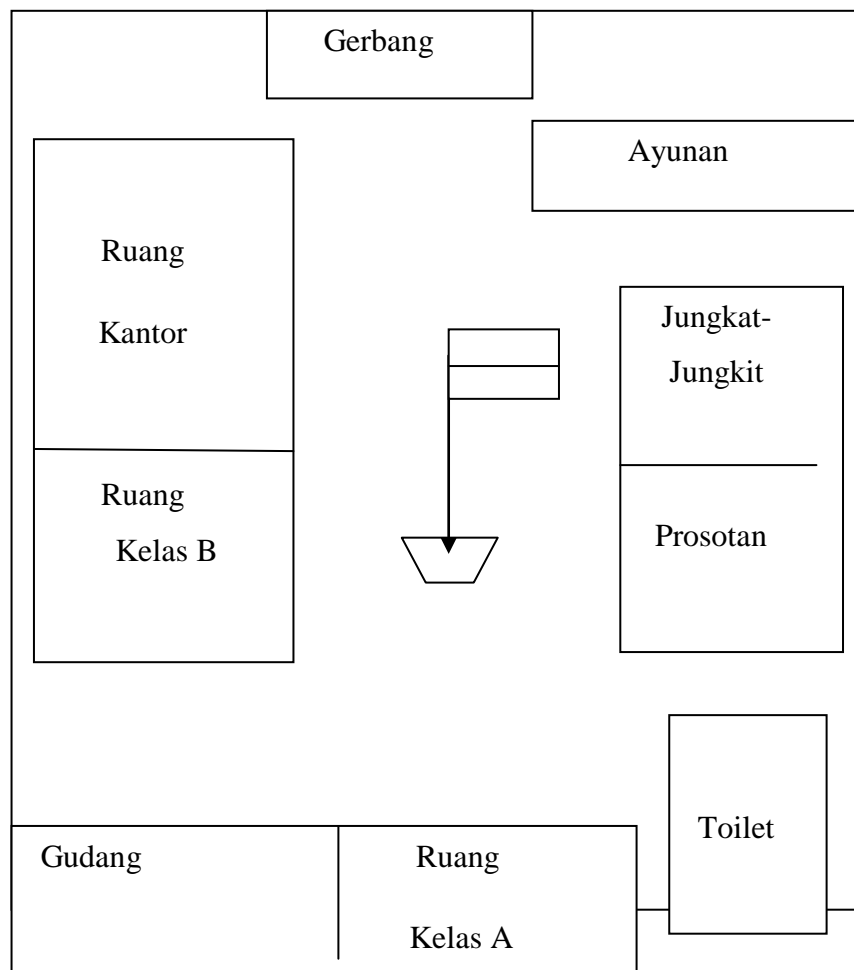 Gerbang
Ayunan
Ruang
Kantor
Jungkat-
Jungkit
Ruang
Kelas B
Prosotan
Toilet
Gudang
Ruang
Kelas A